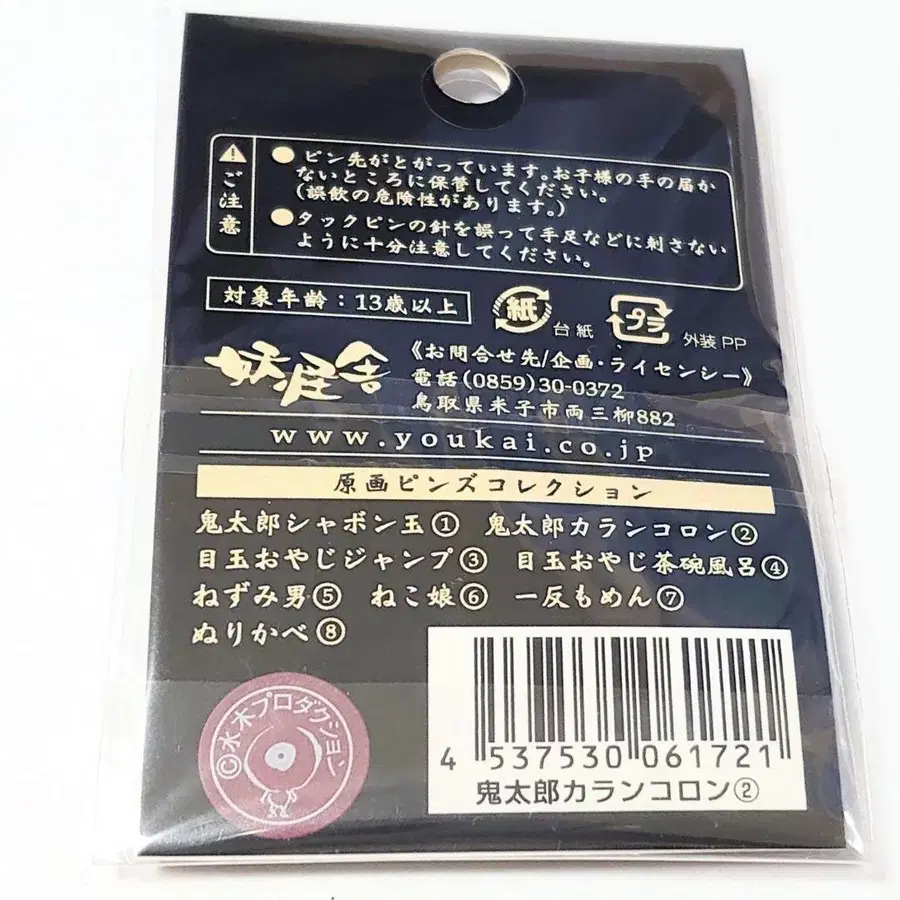 ご注意
●ピン先がとがっています。お子様の手の届か
ないところに保管してください。
(誤飲の危険性があります。)
●タックピンの針を誤って手足などに刺さない
ように十分注意してください。
対象年齢：13歳以上
紙
台紙
プラ
外装PP
妖怪舎
《お問合せ先/企画・ライセンシー》
電話(0859)30-0372
鳥取県米子市両三柳882
www.youkai.co.jp
原画ピンズコレクション
鬼太郎シャボン玉① 鬼太郎カランコロン②
目玉おやじジャンプ③ 目玉おやじ茶碗風呂④
ねずみ男⑤ ねこ娘⑥ 一反もめん⑦
ぬりかべ⑧
©水木プロダクション
4 537530 061721
鬼太郎カランコロン②